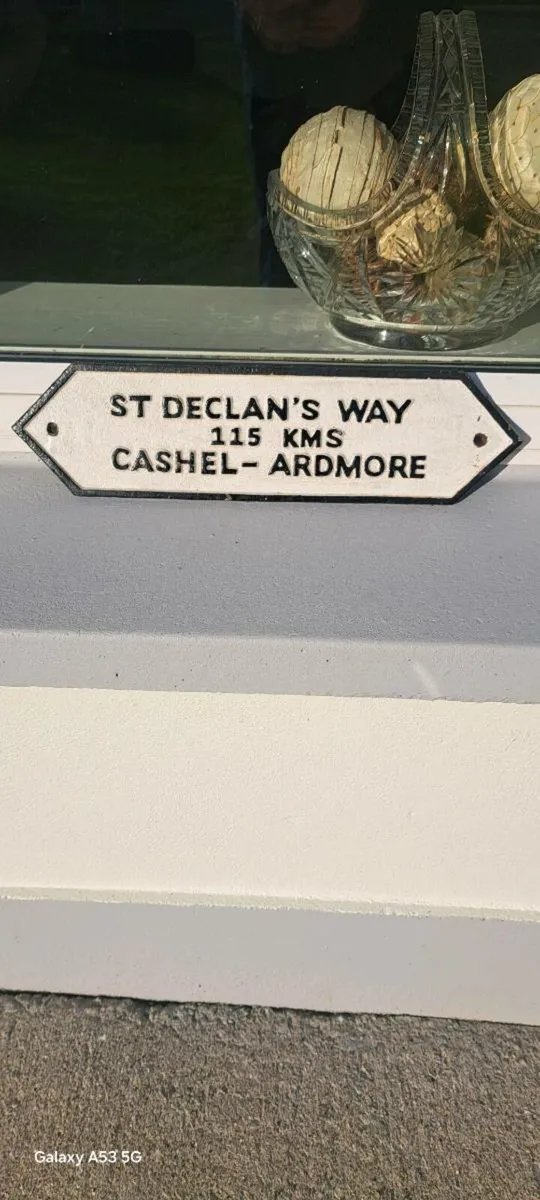 ST DECLAN'S WAY
115 KMS
CASHEL- ARDMORE
Galaxy A53 5G